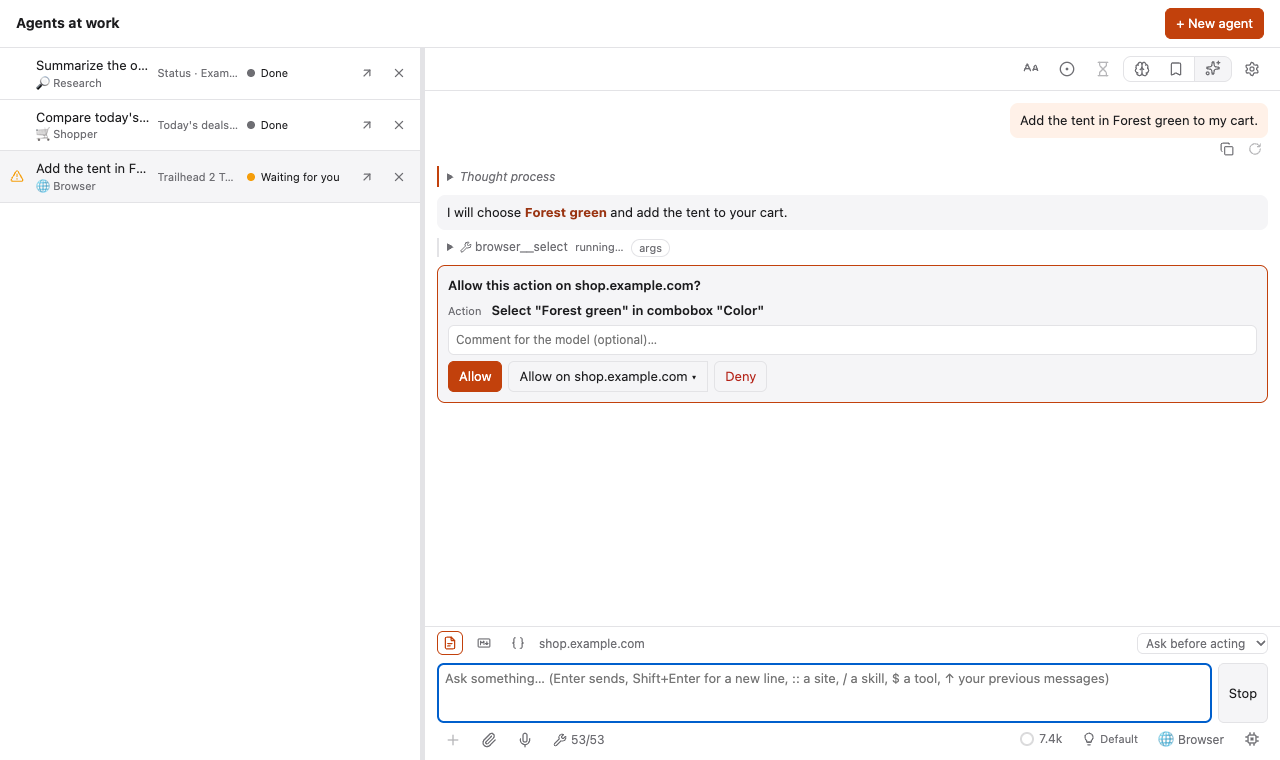 Agents at work
+ New agent
Summarize the o...
Research
Status · Exam...
Done
Compare today's...
Shopper
Today's deals...
Done
Add the tent in F...
Browser
Trailhead 2 T...
Waiting for you
AA
Add the tent in Forest green to my cart.
Thought process
I will choose Forest green and add the tent to your cart.
browser__select running... args
Allow this action on shop.example.com?
Action Select "Forest green" in combobox "Color"
Comment for the model (optional)...
Allow
Allow on shop.example.com
Deny
shop.example.com
Ask before acting
Ask something... (Enter sends, Shift+Enter for a new line, :: a site, / a skill, $ a tool, ↑ your previous messages)
Stop
53/53
7.4k
Default
Browser